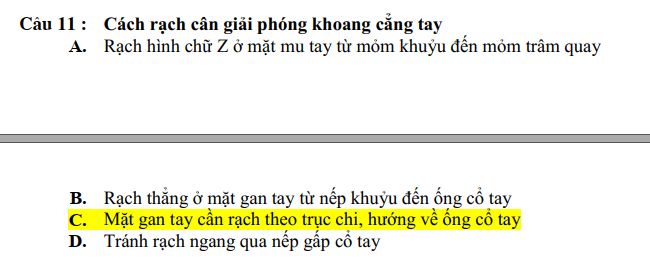 Câu 11 : Cách rạch cân giải phóng khoang cẳng tay
A. Rạch hình chữ Z ở mặt mu tay từ mỏm khuỷu đến mỏm trâm quay
B. Rạch thẳng ở mặt gan tay từ nếp khuỷu đến ống cổ tay
C. Mặt gan tay cần rạch theo trục chi, hướng về ống cổ tay
D. Tránh rạch ngang qua nếp gấp cổ tay